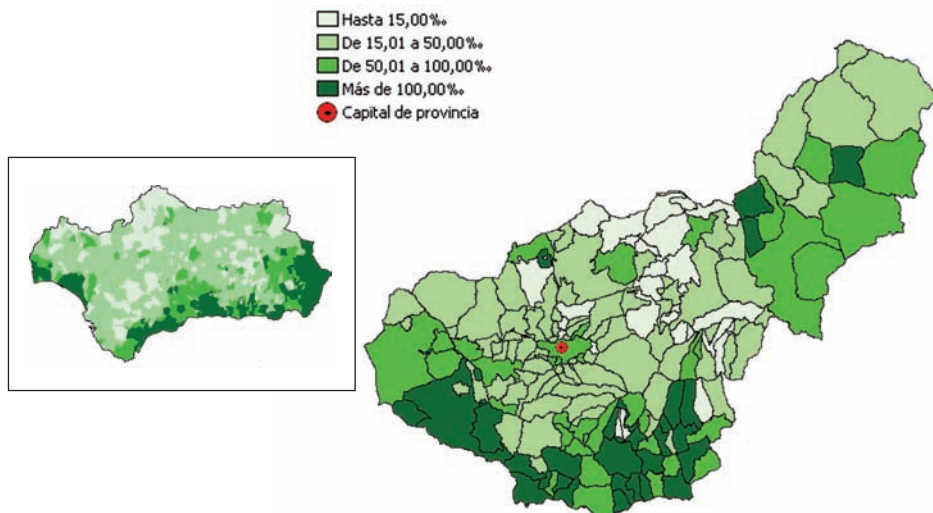 Hasta 15,00‰
De 15,01 a 50,00‰
De 50,01 a 100,00‰
Más de 100,00‰
Capital de provincia